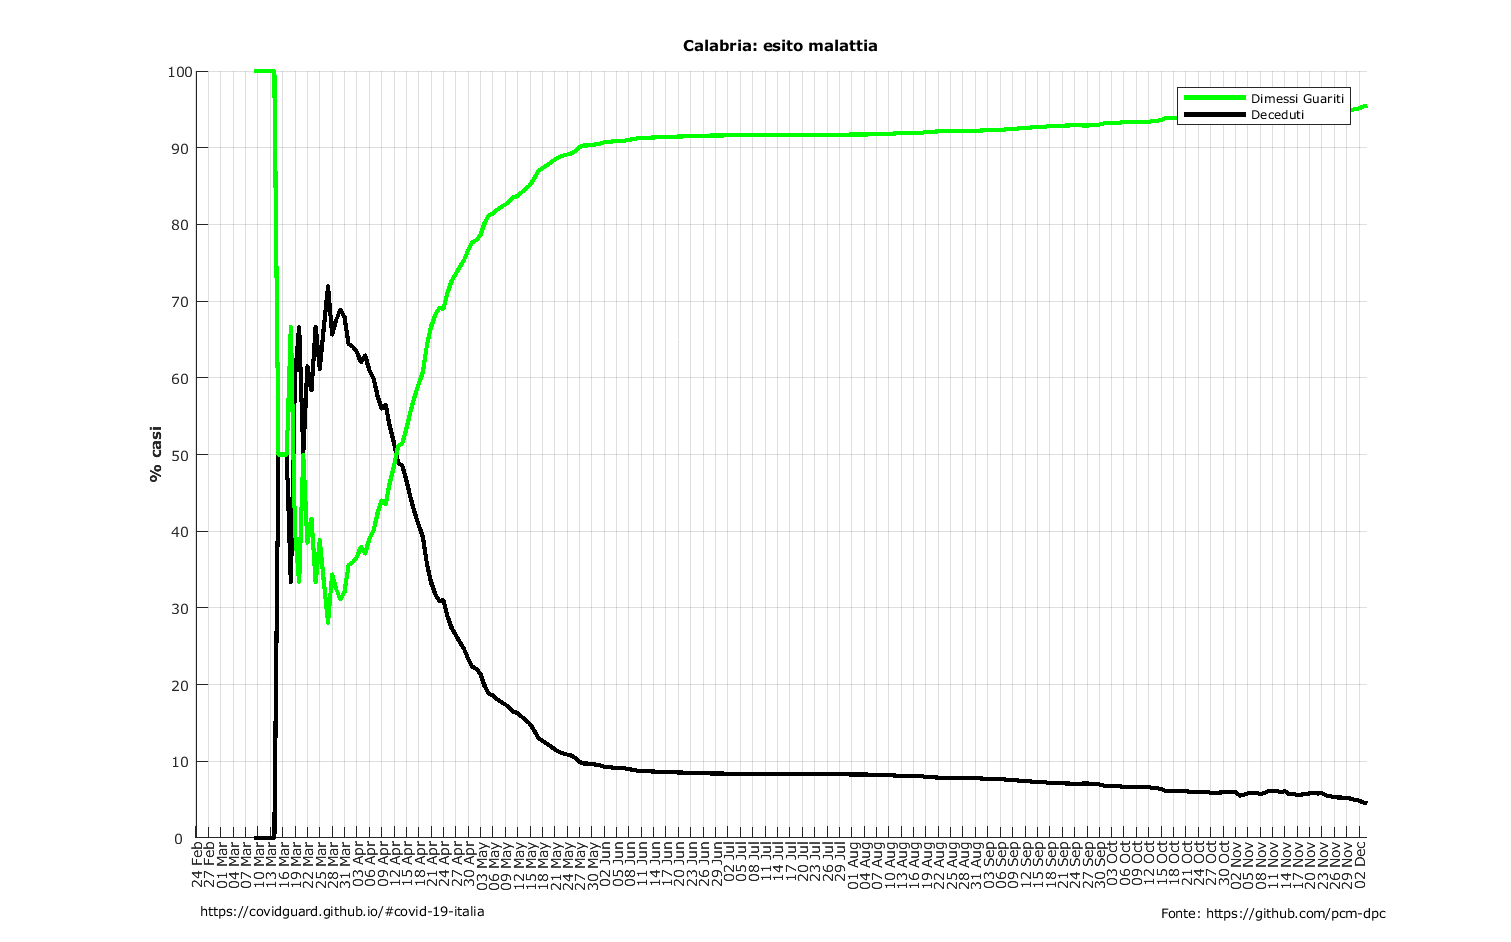 Calabria: esito malattia
Dimessi Guariti
Deceduti
% casi
100
90
80
70
60
50
40
30
20
10
0
24 Feb
27 Feb
01 Mar
04 Mar
07 Mar
10 Mar
13 Mar
16 Mar
19 Mar
22 Mar
25 Mar
28 Mar
31 Mar
03 Apr
06 Apr
09 Apr
12 Apr
15 Apr
18 Apr
21 Apr
24 Apr
27 Apr
30 Apr
03 May
06 May
09 May
12 May
15 May
18 May
21 May
24 May
27 May
30 May
02 Jun
05 Jun
08 Jun
11 Jun
14 Jun
17 Jun
20 Jun
23 Jun
26 Jun
29 Jun
02 Jul
05 Jul
08 Jul
11 Jul
14 Jul
17 Jul
20 Jul
23 Jul
26 Jul
29 Jul
01 Aug
04 Aug
07 Aug
10 Aug
13 Aug
16 Aug
19 Aug
22 Aug
25 Aug
28 Aug
31 Aug
03 Sep
06 Sep
09 Sep
12 Sep
15 Sep
18 Sep
21 Sep
24 Sep
27 Sep
30 Sep
03 Oct
06 Oct
09 Oct
12 Oct
15 Oct
18 Oct
21 Oct
24 Oct
27 Oct
30 Oct
02 Nov
05 Nov
08 Nov
11 Nov
14 Nov
17 Nov
20 Nov
23 Nov
26 Nov
29 Nov
02 Dec
https://covidguard.github.io/#covid-19-italia
Fonte: https://github.com/pcm-dpc